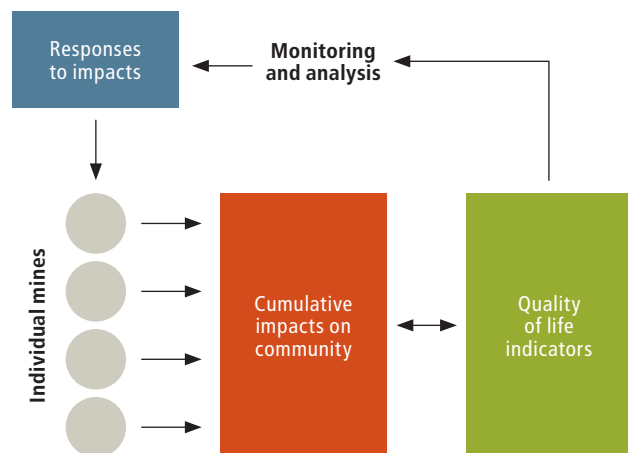 Responses
to impacts
Monitoring
and analysis
Individual mines
Cumulative
impacts on
community
Quality
of life
indicators